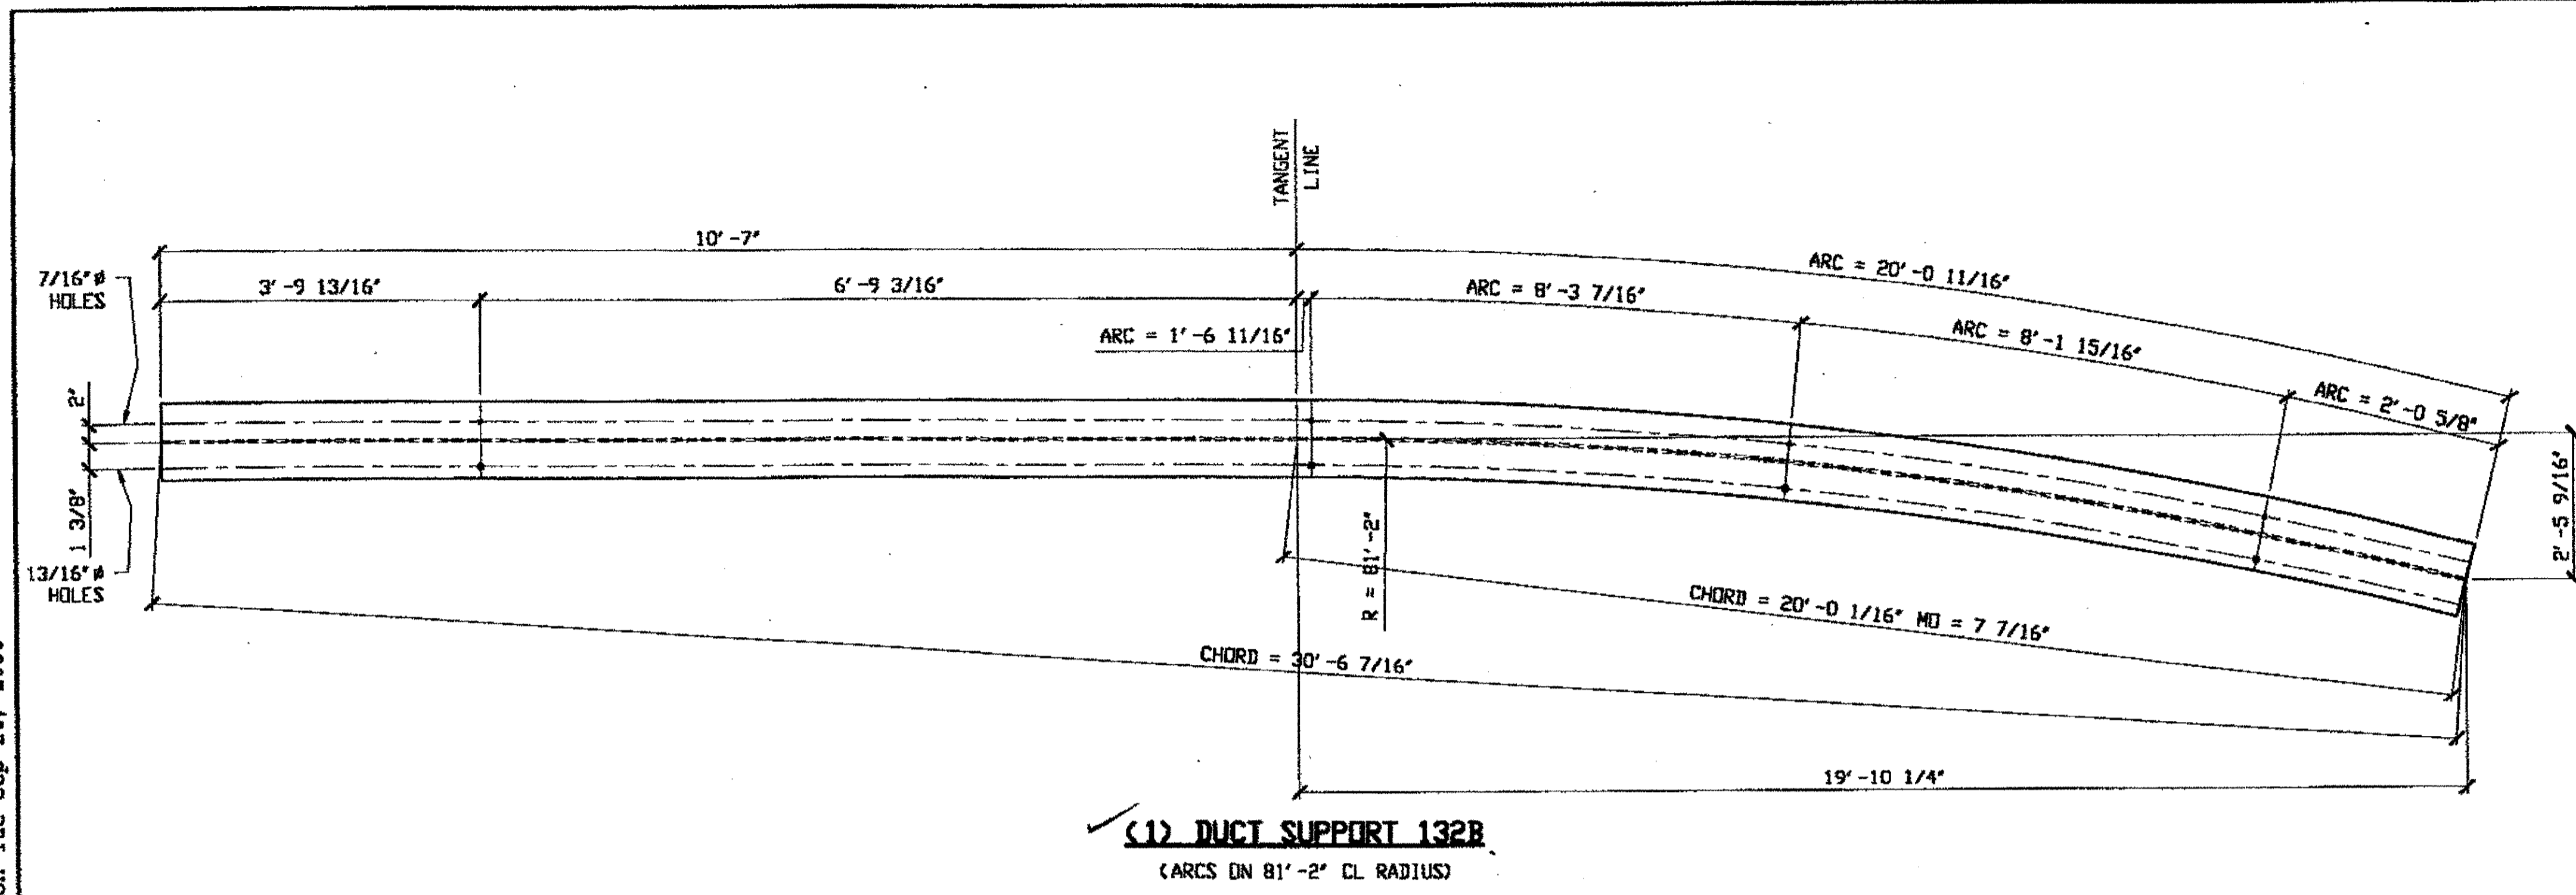 TANGENT
LINE
10'-7"
ARC = 20'-0 11/16"
7/16"ø
HOLES
3'-9 13/16"
6'-9 3/16"
ARC = 8'-3 7/16"
ARC = 1'-6 11/16"
ARC = 8'-1 15/16"
ARC = 2'-0 5/8"
2"
1 3/8"
13/16"ø
HOLES
R = 81'-2"
2'-5 9/16"
CHORD = 20'-0 1/16" MO = 7 7/16"
CHORD = 30'-6 7/16"
19'-10 1/4"
(1) DUCT SUPPORT 132B
(ARCS ON 81'-2" CL RADIUS)